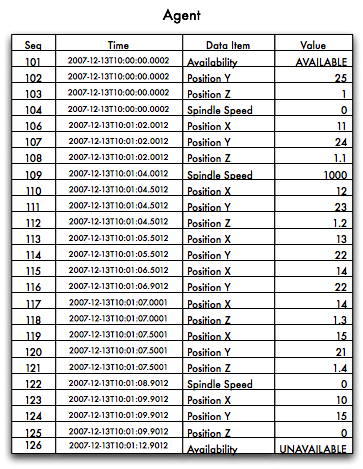 Agent
Seq Time Data Item Value
101 2007-12-13T10:00:00.0002 Availability AVAILABLE
102 2007-12-13T10:00:00.0002 Position Y 25
103 2007-12-13T10:00:00.0002 Position Z 1
104 2007-12-13T10:00:00.0002 Spindle Speed 0
106 2007-12-13T10:01:02.0012 Position X 11
107 2007-12-13T10:01:02.0012 Position Y 24
108 2007-12-13T10:01:02.0012 Position Z 1.1
109 2007-12-13T10:01:04.0012 Spindle Speed 1000
110 2007-12-13T10:01:04.5012 Position X 12
111 2007-12-13T10:01:04.5012 Position Y 23
112 2007-12-13T10:01:04.5012 Position Z 1.2
113 2007-12-13T10:01:05.5012 Position X 13
114 2007-12-13T10:01:05.5012 Position Y 22
115 2007-12-13T10:01:06.5012 Position X 14
116 2007-12-13T10:01:06.9012 Position Y 22
117 2007-12-13T10:01:07.0001 Position X 14
118 2007-12-13T10:01:07.0001 Position Z 1.3
119 2007-12-13T10:01:07.5001 Position X 15
120 2007-12-13T10:01:07.5001 Position Y 21
121 2007-12-13T10:01:07.5001 Position Z 1.4
122 2007-12-13T10:01:08.9012 Spindle Speed 0
123 2007-12-13T10:01:09.9012 Position X 10
124 2007-12-13T10:01:09.9012 Position Y 15
125 2007-12-13T10:01:09.9012 Position Z 0
126 2007-12-13T10:01:12.9012 Availability UNAVAILABLE